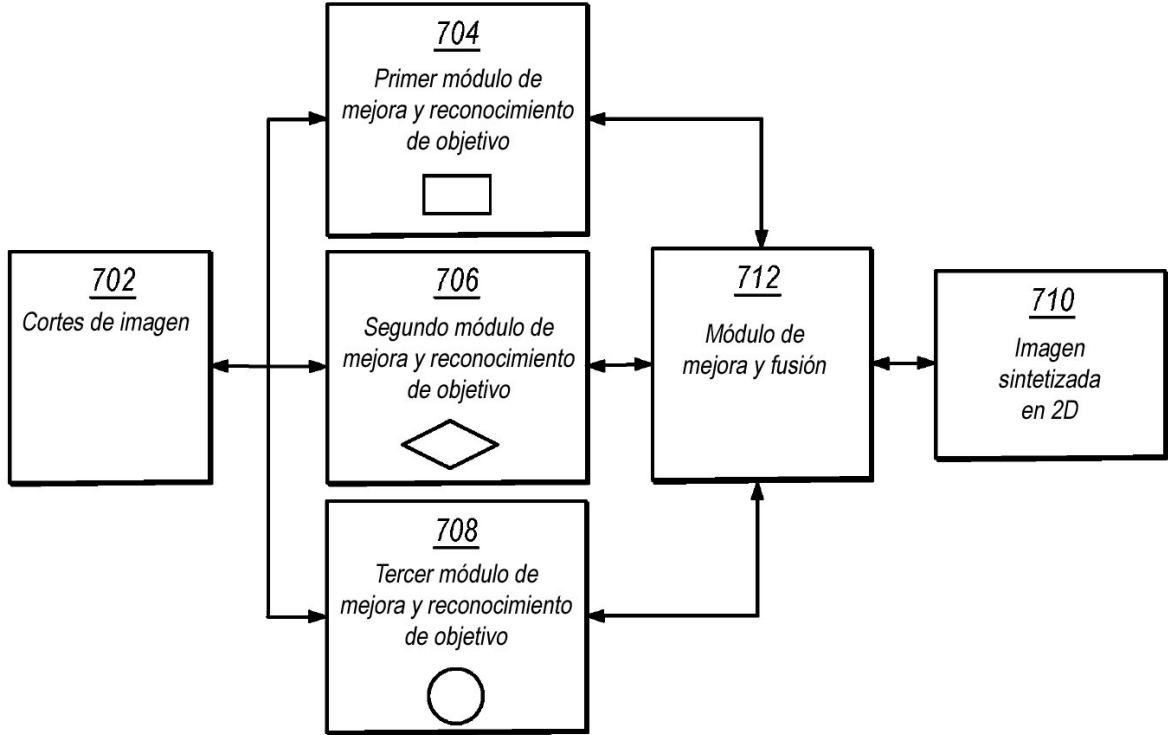 704
Primer módulo de
mejora y reconocimiento
de objetivo
702
Cortes de imagen
706
Segundo módulo de
mejora y reconocimiento
de objetivo
712
Módulo de
mejora y fusión
710
Imagen
sintetizada
en 2D
708
Tercer módulo de
mejora y reconocimiento
de objetivo